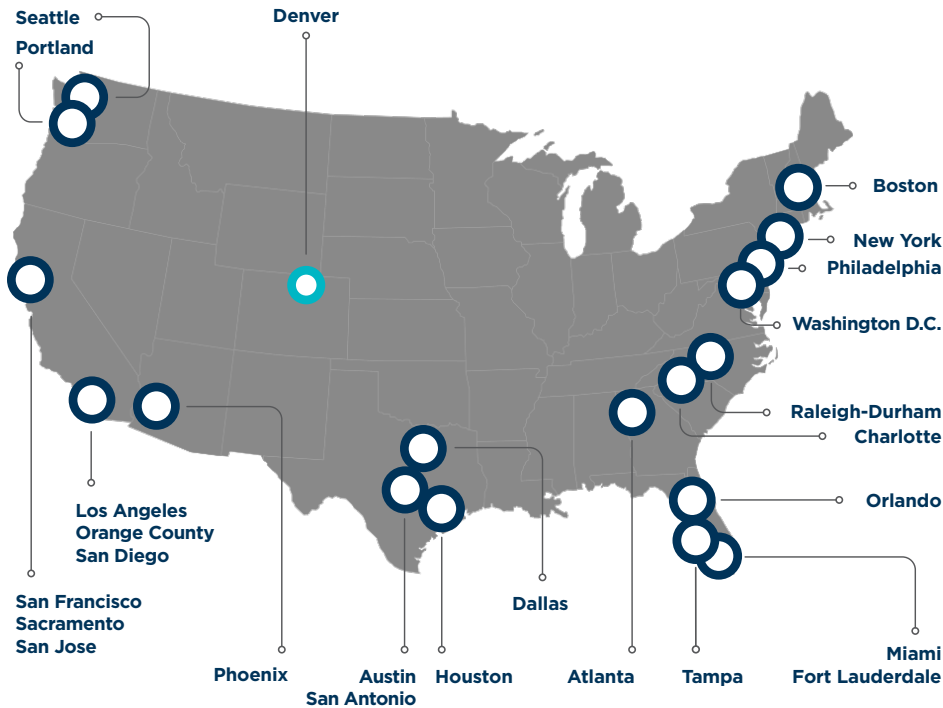 Seattle
Denver
Portland
Boston
New York
Philadelphia
Washington D.C.
Raleigh-Durham
Charlotte
Orlando
Los Angeles
Orange County
San Diego
San Francisco
Sacramento
San Jose
Dallas
Phoenix
Austin
San Antonio
Houston
Atlanta
Tampa
Miami
Fort Lauderdale